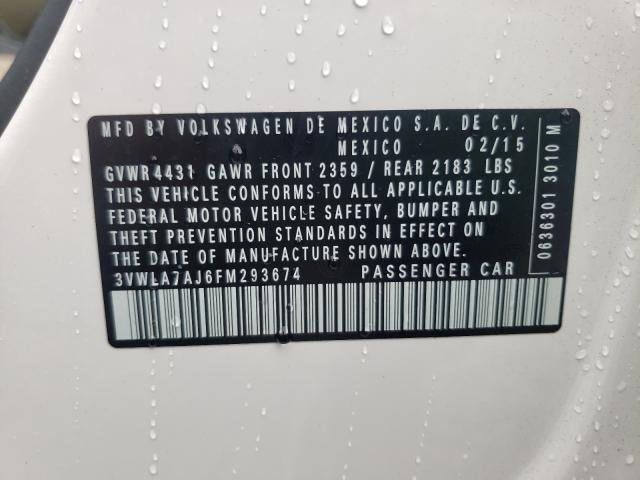 MFD BY VOLKSWAGEN DE MEXICO S.A. DE C.V.
MEXICO 02/15
GVWR 4431 GAWR FRONT 2359 / REAR 2183 LBS
THIS VEHICLE CONFORMS TO ALL APPLICABLE U.S.
FEDERAL MOTOR VEHICLE SAFETY, BUMPER AND
THEFT PREVENTION STANDARDS IN EFFECT ON
THE DATE OF MANUFACTURE SHOWN ABOVE.
3VWLA7AJ6FM293674 PASSENGER CAR
0636301 3010 M